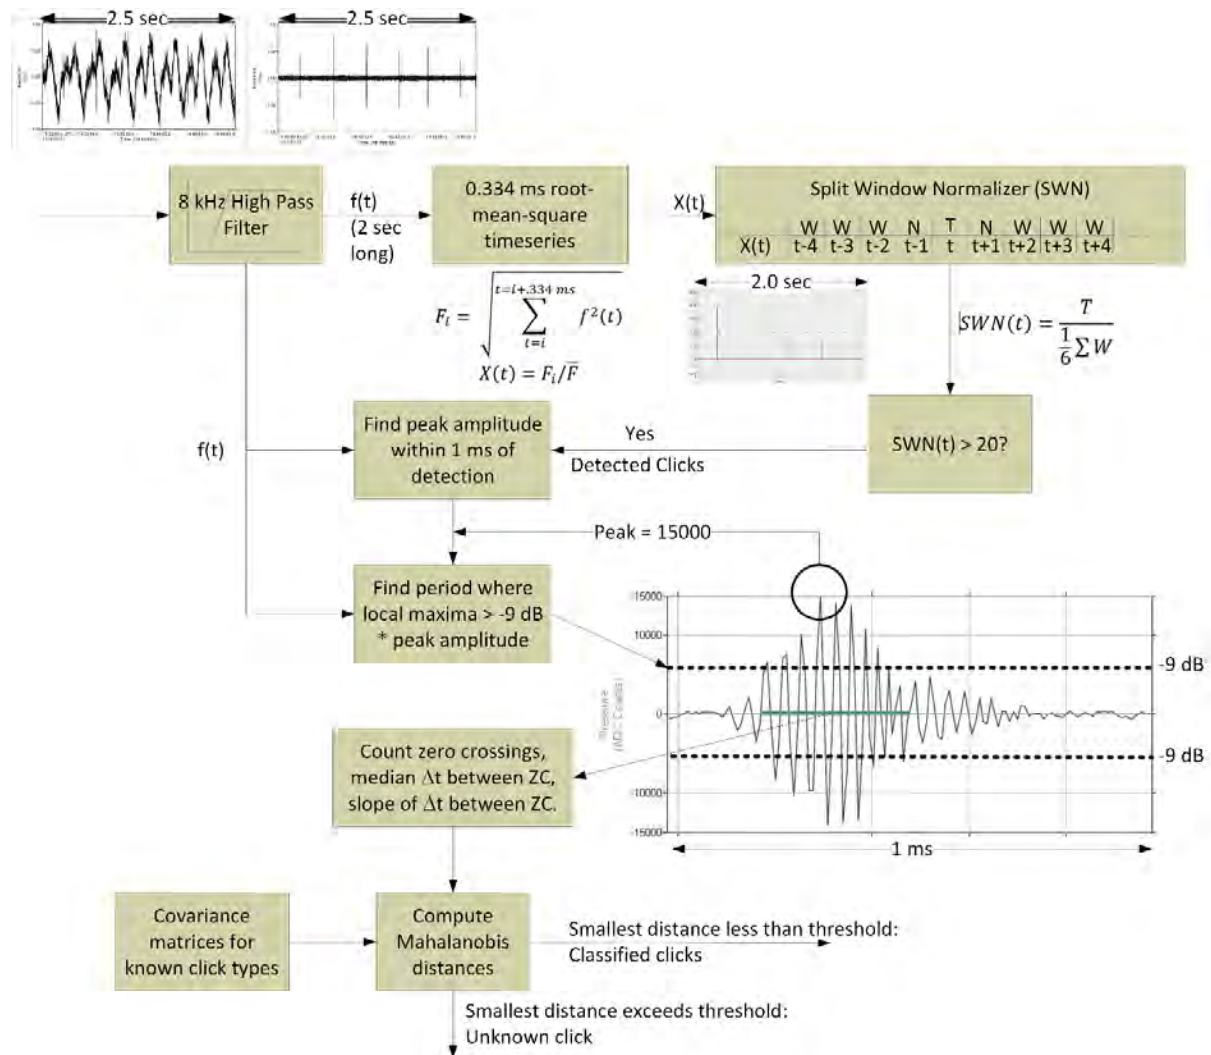 2.5 sec
2.5 sec
8 kHz High Pass
Filter
f(t)
(2 sec
long)
0.334 ms root-
mean-square
timeseries
X(t)
Split Window Normalizer (SWN)
W W W N T N W W W
X(t) t-4 t-3 t-2 t-1 t t+1 t+2 t+3 t+4
F_i = √(∑_{t=i}^{t=i+.334 ms} f²(t))
X(t) = F_i/F̅
2.0 sec
SWN(t) = T / (1/6 ∑ W)
f(t)
Find peak amplitude
within 1 ms of
detection
Yes
Detected Clicks
SWN(t) > 20?
Peak = 15000
Find period where
local maxima > -9 dB
* peak amplitude
15000
10000
-9 dB
0
-9 dB
-10000
-15000
1 ms
Count zero crossings,
median Δt between ZC,
slope of Δt between ZC.
Covariance
matrices for
known click types
Compute
Mahalanobis
distances
Smallest distance less than threshold:
Classified clicks
Smallest distance exceeds threshold:
Unknown click